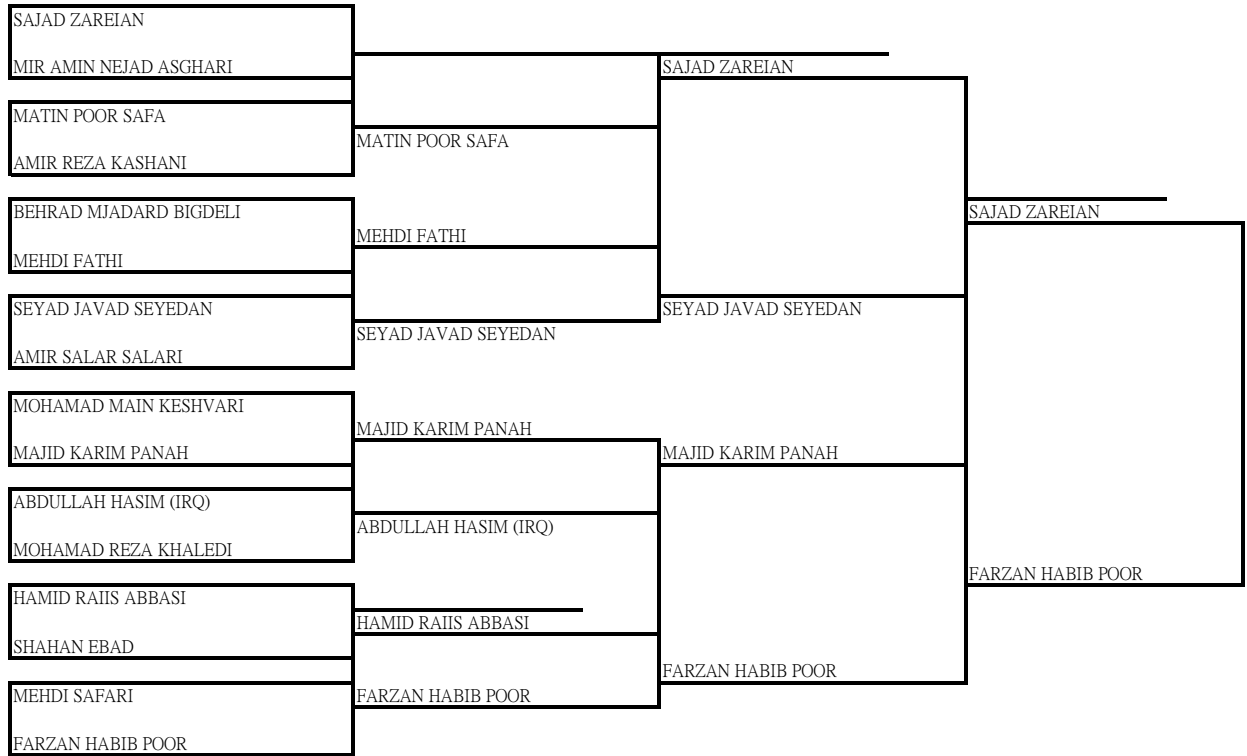 SAJAD ZAREIAN
MIR AMIN NEJAD ASGHARI
MATIN POOR SAFA
AMIR REZA KASHANI
BEHRAD MJADARD BIGDELI
MEHDI FATHI
SEYAD JAVAD SEYEDAN
AMIR SALAR SALARI
MOHAMAD MAIN KESHVARI
MAJID KARIM PANAH
ABDULLAH HASIM (IRQ)
MOHAMAD REZA KHALEDI
HAMID RAIIS ABBASI
SHAHAN EBAD
MEHDI SAFARI
FARZAN HABIB POOR
MATIN POOR SAFA
MEHDI FATHI
SEYAD JAVAD SEYEDAN
MAJID KARIM PANAH
ABDULLAH HASIM (IRQ)
HAMID RAIIS ABBASI
FARZAN HABIB POOR
SAJAD ZAREIAN
SEYAD JAVAD SEYEDAN
MAJID KARIM PANAH
FARZAN HABIB POOR
SAJAD ZAREIAN
FARZAN HABIB POOR